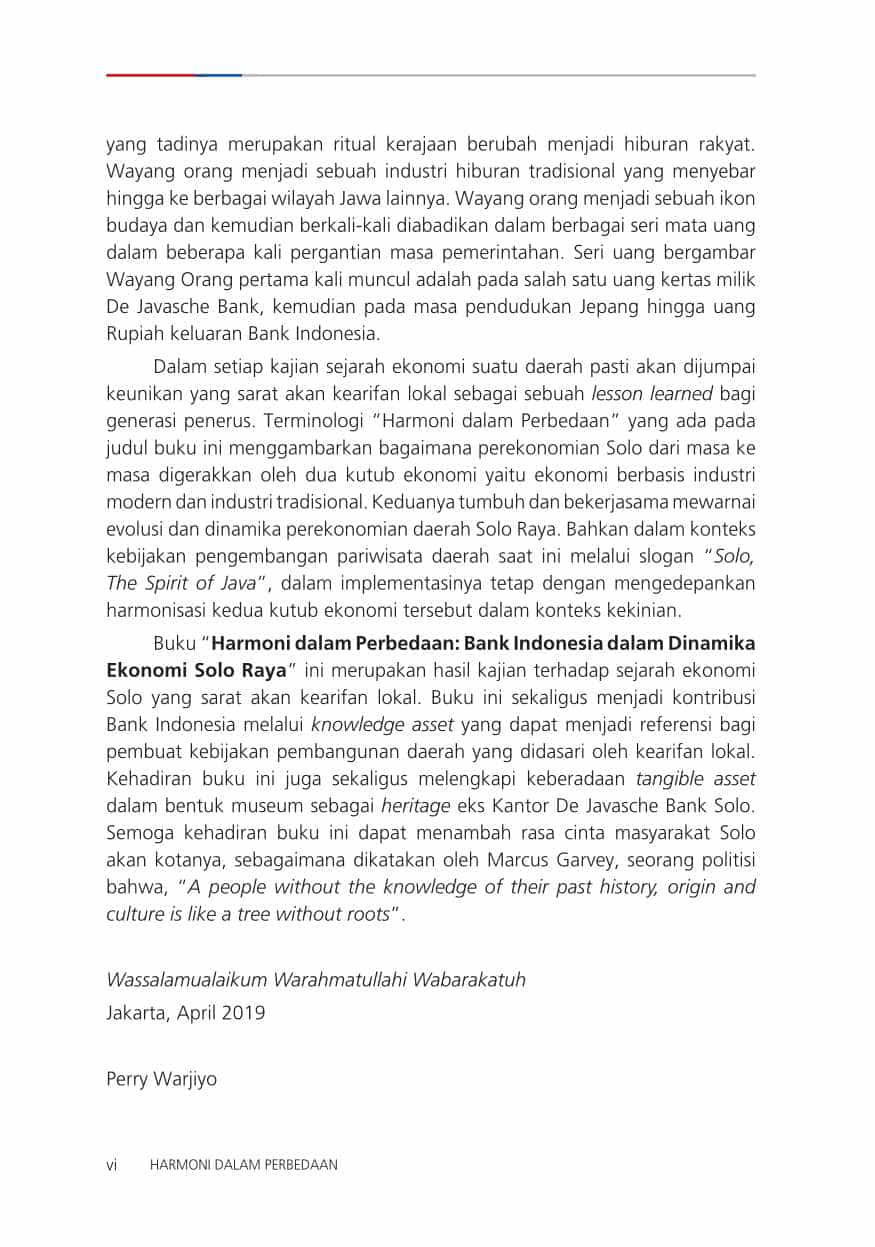 yang tadinya merupakan ritual kerajaan berubah menjadi hiburan rakyat.
Wayang orang menjadi sebuah industri hiburan tradisional yang menyebar
hingga ke berbagai wilayah Jawa lainnya. Wayang orang menjadi sebuah ikon
budaya dan kemudian berkali-kali diabadikan dalam berbagai seri mata uang
dalam beberapa kali pergantian masa pemerintahan. Seri uang bergambar
Wayang Orang pertama kali muncul adalah pada salah satu uang kertas milik
De Javasche Bank, kemudian pada masa pendudukan Jepang hingga uang
Rupiah keluaran Bank Indonesia.
Dalam setiap kajian sejarah ekonomi suatu daerah pasti akan dijumpai
keunikan yang sarat akan kearifan lokal sebagai sebuah lesson learned bagi
generasi penerus. Terminologi “Harmoni dalam Perbedaan” yang ada pada
judul buku ini menggambarkan bagaimana perekonomian Solo dari masa ke
masa digerakkan oleh dua kutub ekonomi yaitu ekonomi berbasis industri
modern dan industri tradisional. Keduanya tumbuh dan bekerjasama mewarnai
evolusi dan dinamika perekonomian daerah Solo Raya. Bahkan dalam konteks
kebijakan pengembangan pariwisata daerah saat ini melalui slogan “Solo,
The Spirit of Java”, dalam implementasinya tetap dengan mengedepankan
harmonisasi kedua kutub ekonomi tersebut dalam konteks kekinian.
Buku “Harmoni dalam Perbedaan: Bank Indonesia dalam Dinamika
Ekonomi Solo Raya” ini merupakan hasil kajian terhadap sejarah ekonomi
Solo yang sarat akan kearifan lokal. Buku ini sekaligus menjadi kontribusi
Bank Indonesia melalui knowledge asset yang dapat menjadi referensi bagi
pembuat kebijakan pembangunan daerah yang didasari oleh kearifan lokal.
Kehadiran buku ini juga sekaligus melengkapi keberadaan tangible asset
dalam bentuk museum sebagai heritage eks Kantor De Javasche Bank Solo.
Semoga kehadiran buku ini dapat menambah rasa cinta masyarakat Solo
akan kotanya, sebagaimana dikatakan oleh Marcus Garvey, seorang politisi
bahwa, “A people without the knowledge of their past history, origin and
culture is like a tree without roots”.
Wassalamualaikum Warahmatullahi Wabarakatuh
Jakarta, April 2019
Perry Warjiyo
vi HARMONI DALAM PERBEDAAN